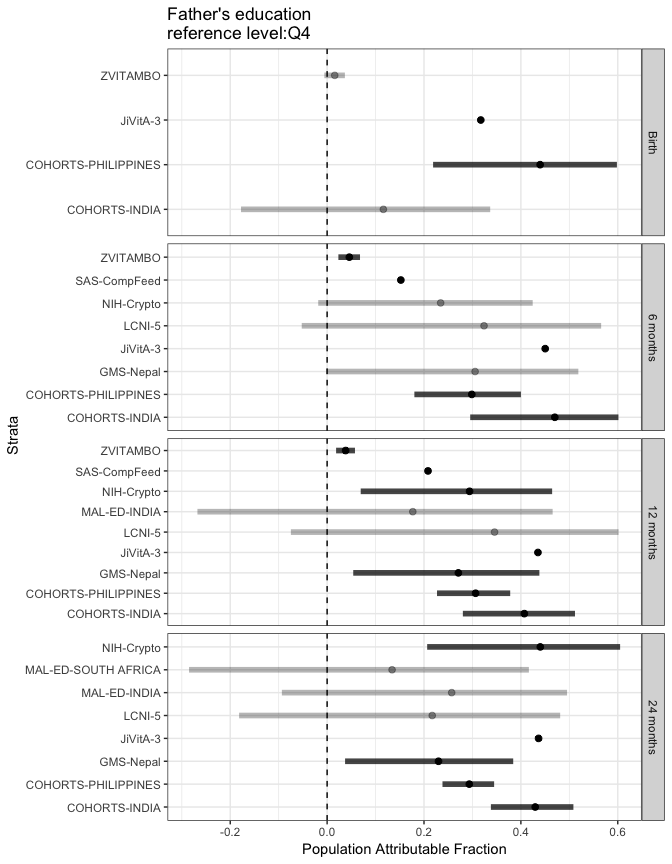 Father's education
reference level:Q4
ZVITAMBO
JiVitA-3
COHORTS-PHILIPPINES
COHORTS-INDIA
Birth
ZVITAMBO
SAS-CompFeed
NIH-Crypto
LCNI-5
JiVitA-3
GMS-Nepal
COHORTS-PHILIPPINES
COHORTS-INDIA
6 months
ZVITAMBO
SAS-CompFeed
NIH-Crypto
MAL-ED-INDIA
LCNI-5
JiVitA-3
GMS-Nepal
COHORTS-PHILIPPINES
COHORTS-INDIA
12 months
NIH-Crypto
MAL-ED-SOUTH AFRICA
MAL-ED-INDIA
LCNI-5
JiVitA-3
GMS-Nepal
COHORTS-PHILIPPINES
COHORTS-INDIA
24 months
Strata
-0.2 0.0 0.2 0.4 0.6
Population Attributable Fraction